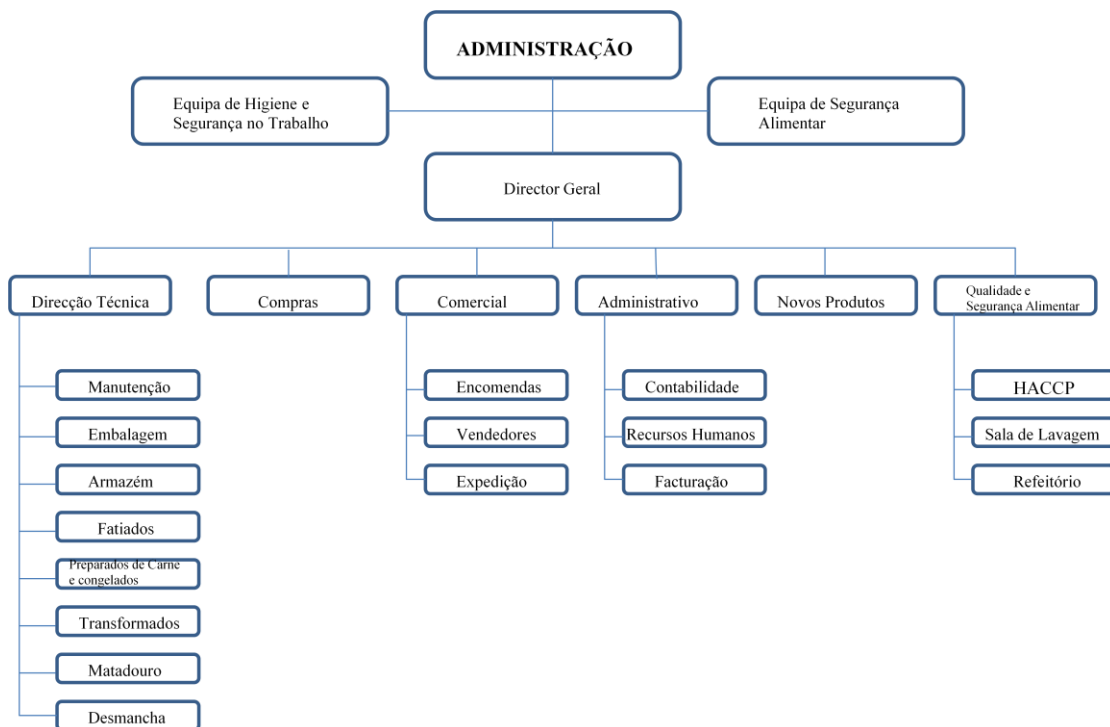 ADMINISTRAÇÃO
Equipa de Higiene e
Segurança no Trabalho
Equipa de Segurança
Alimentar
Director Geral
Direcção Técnica
Compras
Comercial
Administrativo
Novos Produtos
Qualidade e
Segurança Alimentar
Manutenção
Embalagem
Armazém
Fatiados
Preparados de Carne
e congelados
Transformados
Matadouro
Desmancha
Encomendas
Vendedores
Expedição
Contabilidade
Recursos Humanos
Facturação
HACCP
Sala de Lavagem
Refeitório